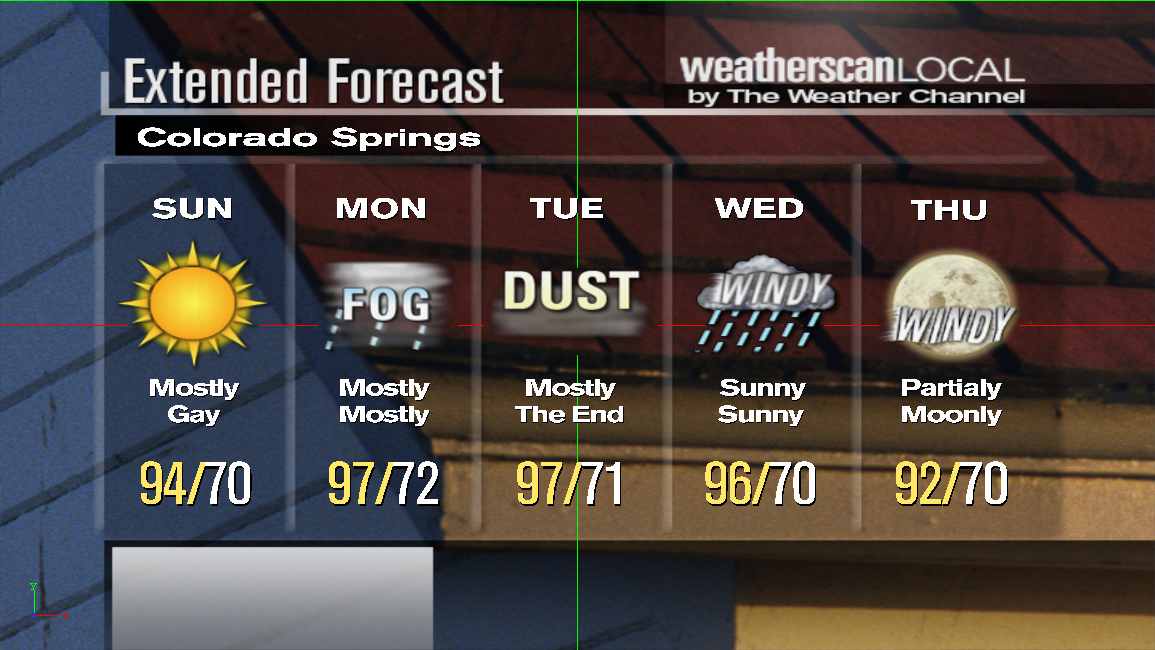 Extended Forecast
weatherscanLOCAL
by The Weather Channel
Colorado Springs
SUN MON TUE WED THU
FOG DUST WINDY WINDY
Mostly Mostly Mostly Sunny Partialy
Gay Mostly The End Sunny Moonly
94/70 97/72 97/71 96/70 92/70
y